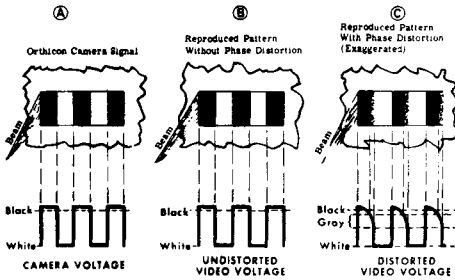 A
Orthicon Camera Signal
Beam
Black
White
CAMERA VOLTAGE
B
Reproduced Pattern
Without Phase Distortion
Beam
Black
White
UNDISTORTED
VIDEO VOLTAGE
C
Reproduced Pattern
With Phase Distortion
(Exaggerated)
Beam
Black
Gray
White
DISTORTED
VIDEO VOLTAGE